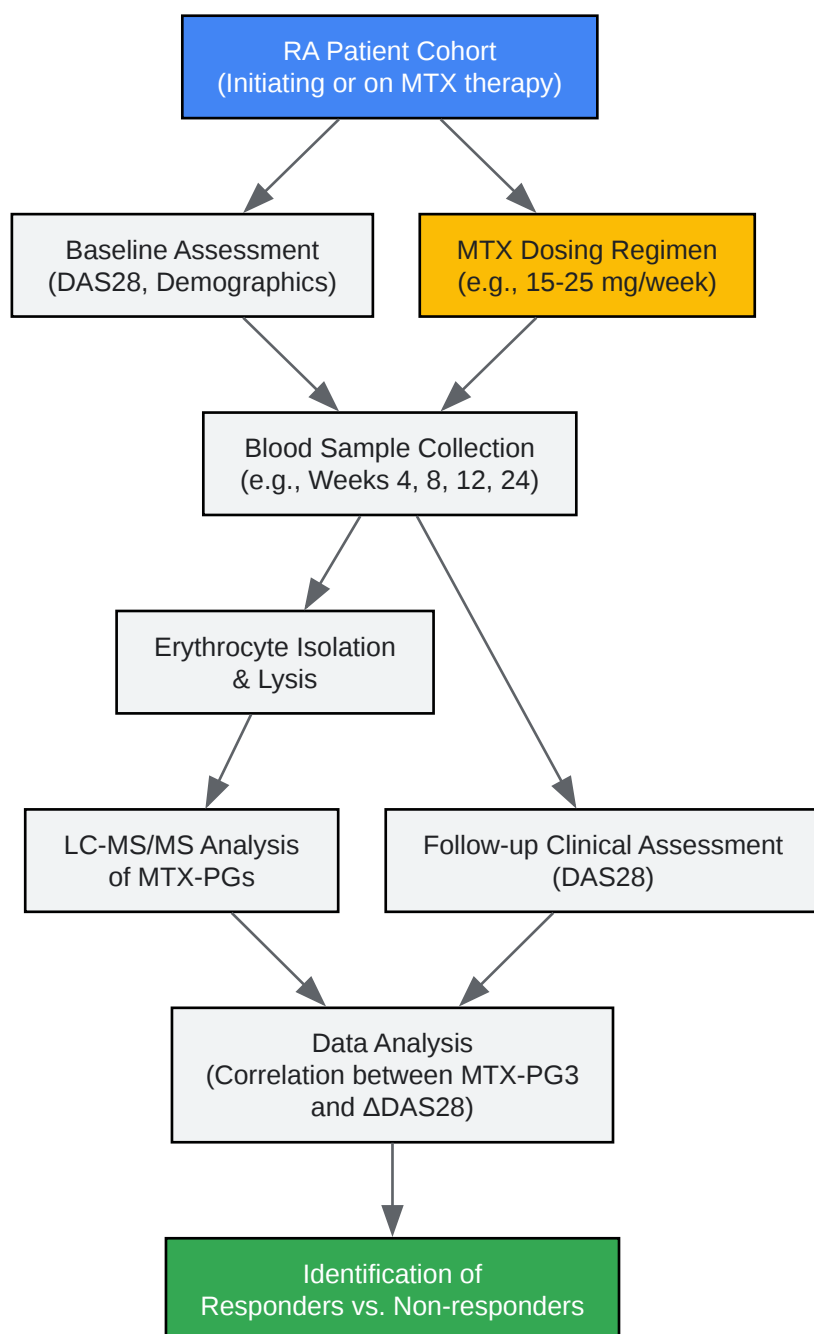 RA Patient Cohort
(Initiating or on MTX therapy)
Baseline Assessment
(DAS28, Demographics)
MTX Dosing Regimen
(e.g., 15-25 mg/week)
Blood Sample Collection
(e.g., Weeks 4, 8, 12, 24)
Erythrocyte Isolation
& Lysis
LC-MS/MS Analysis
of MTX-PGs
Follow-up Clinical Assessment
(DAS28)
Data Analysis
(Correlation between MTX-PG3
and ΔDAS28)
Identification of
Responders vs. Non-responders